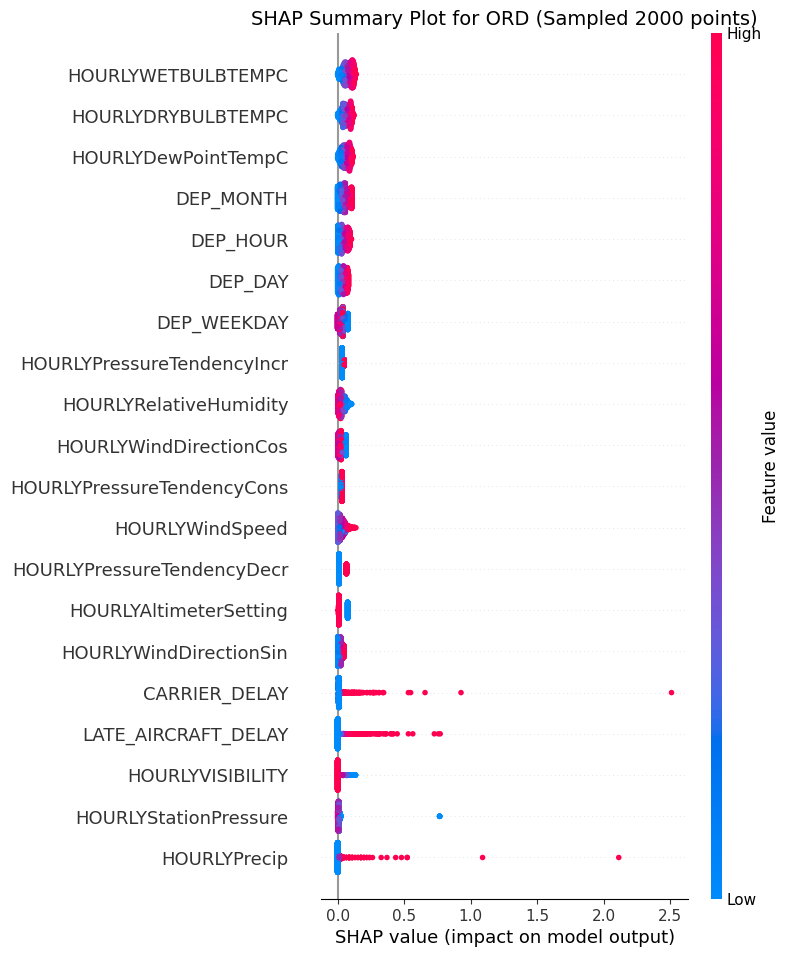 SHAP Summary Plot for ORD (Sampled 2000 points)
High
HOURLYWETBULBTEMPC
HOURLYDRYBULBTEMPC
HOURLYDewPointTempC
DEP_MONTH
DEP_HOUR
DEP_DAY
DEP_WEEKDAY
HOURLYPressureTendencyIncr
HOURLYRelativeHumidity
HOURLYWindDirectionCos
HOURLYPressureTendencyCons
HOURLYWindSpeed
HOURLYPressureTendencyDecr
HOURLYAltimeterSetting
HOURLYWindDirectionSin
CARRIER_DELAY
LATE_AIRCRAFT_DELAY
HOURLYVISIBILITY
HOURLYStationPressure
HOURLYPrecip
Feature value
Low
0.0 0.5 1.0 1.5 2.0 2.5
SHAP value (impact on model output)